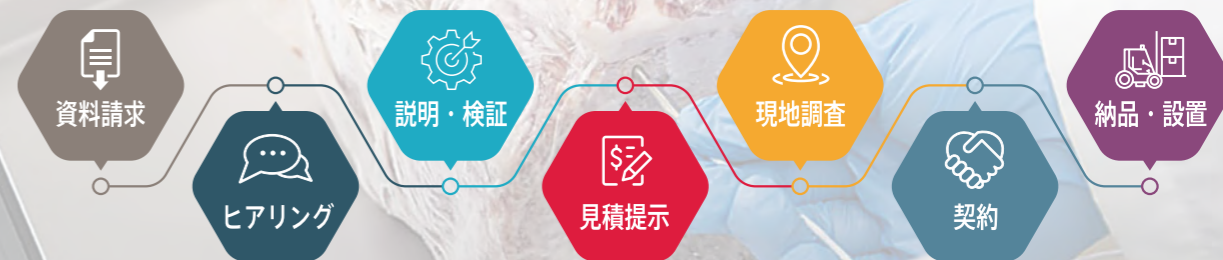 資料請求
ヒアリング
説明・検証
見積提示
現地調査
契約
納品・設置